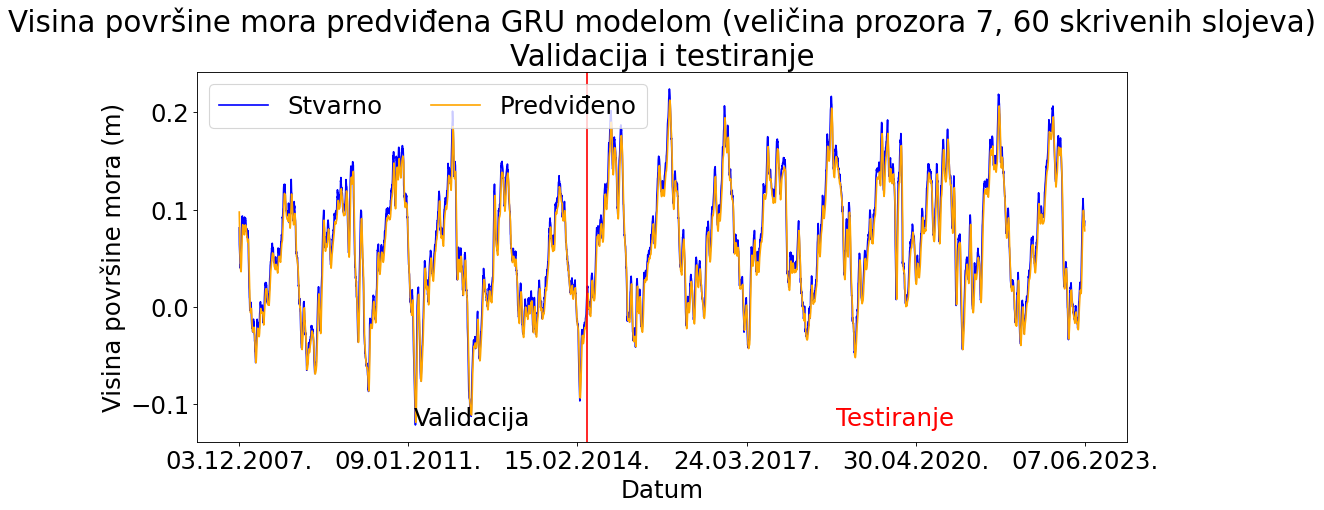 Visina površine mora predviđena GRU modelom (veličina prozora 7, 60 skrivenih slojeva)
Validacija i testiranje
Stvarno Predviđeno
Visina površine mora (m)
0.2
0.1
0.0
−0.1
Validacija Testiranje
03.12.2007. 09.01.2011. 15.02.2014. 24.03.2017. 30.04.2020. 07.06.2023.
Datum